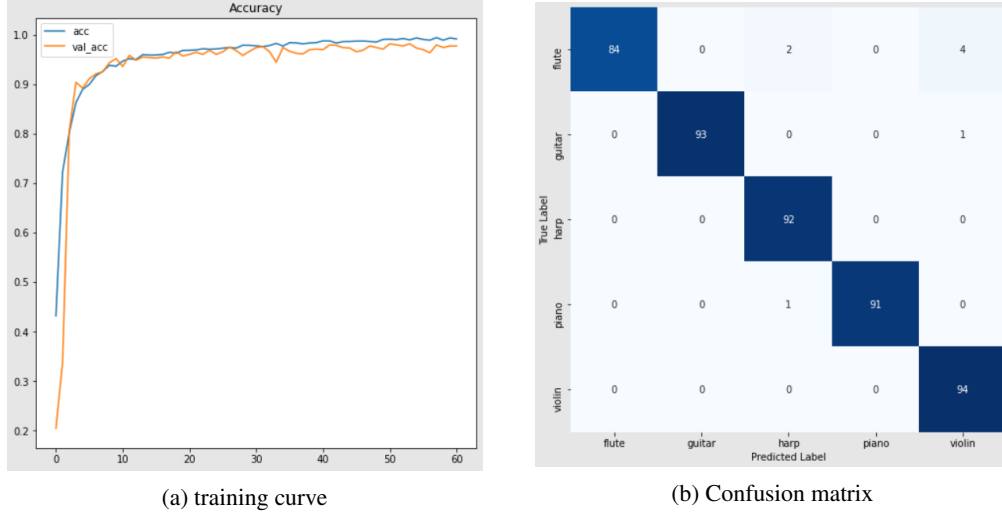 Accuracy
acc
val_acc
1.0
0.9
0.8
0.7
0.6
0.5
0.4
0.3
0.2
0 10 20 30 40 50 60
(a) training curve
True Label
flute 84 0 2 0 4
guitar 0 93 0 0 1
harp 0 0 92 0 0
piano 0 0 1 91 0
violin 0 0 0 0 94
flute guitar harp piano violin
Predicted Label
(b) Confusion matrix